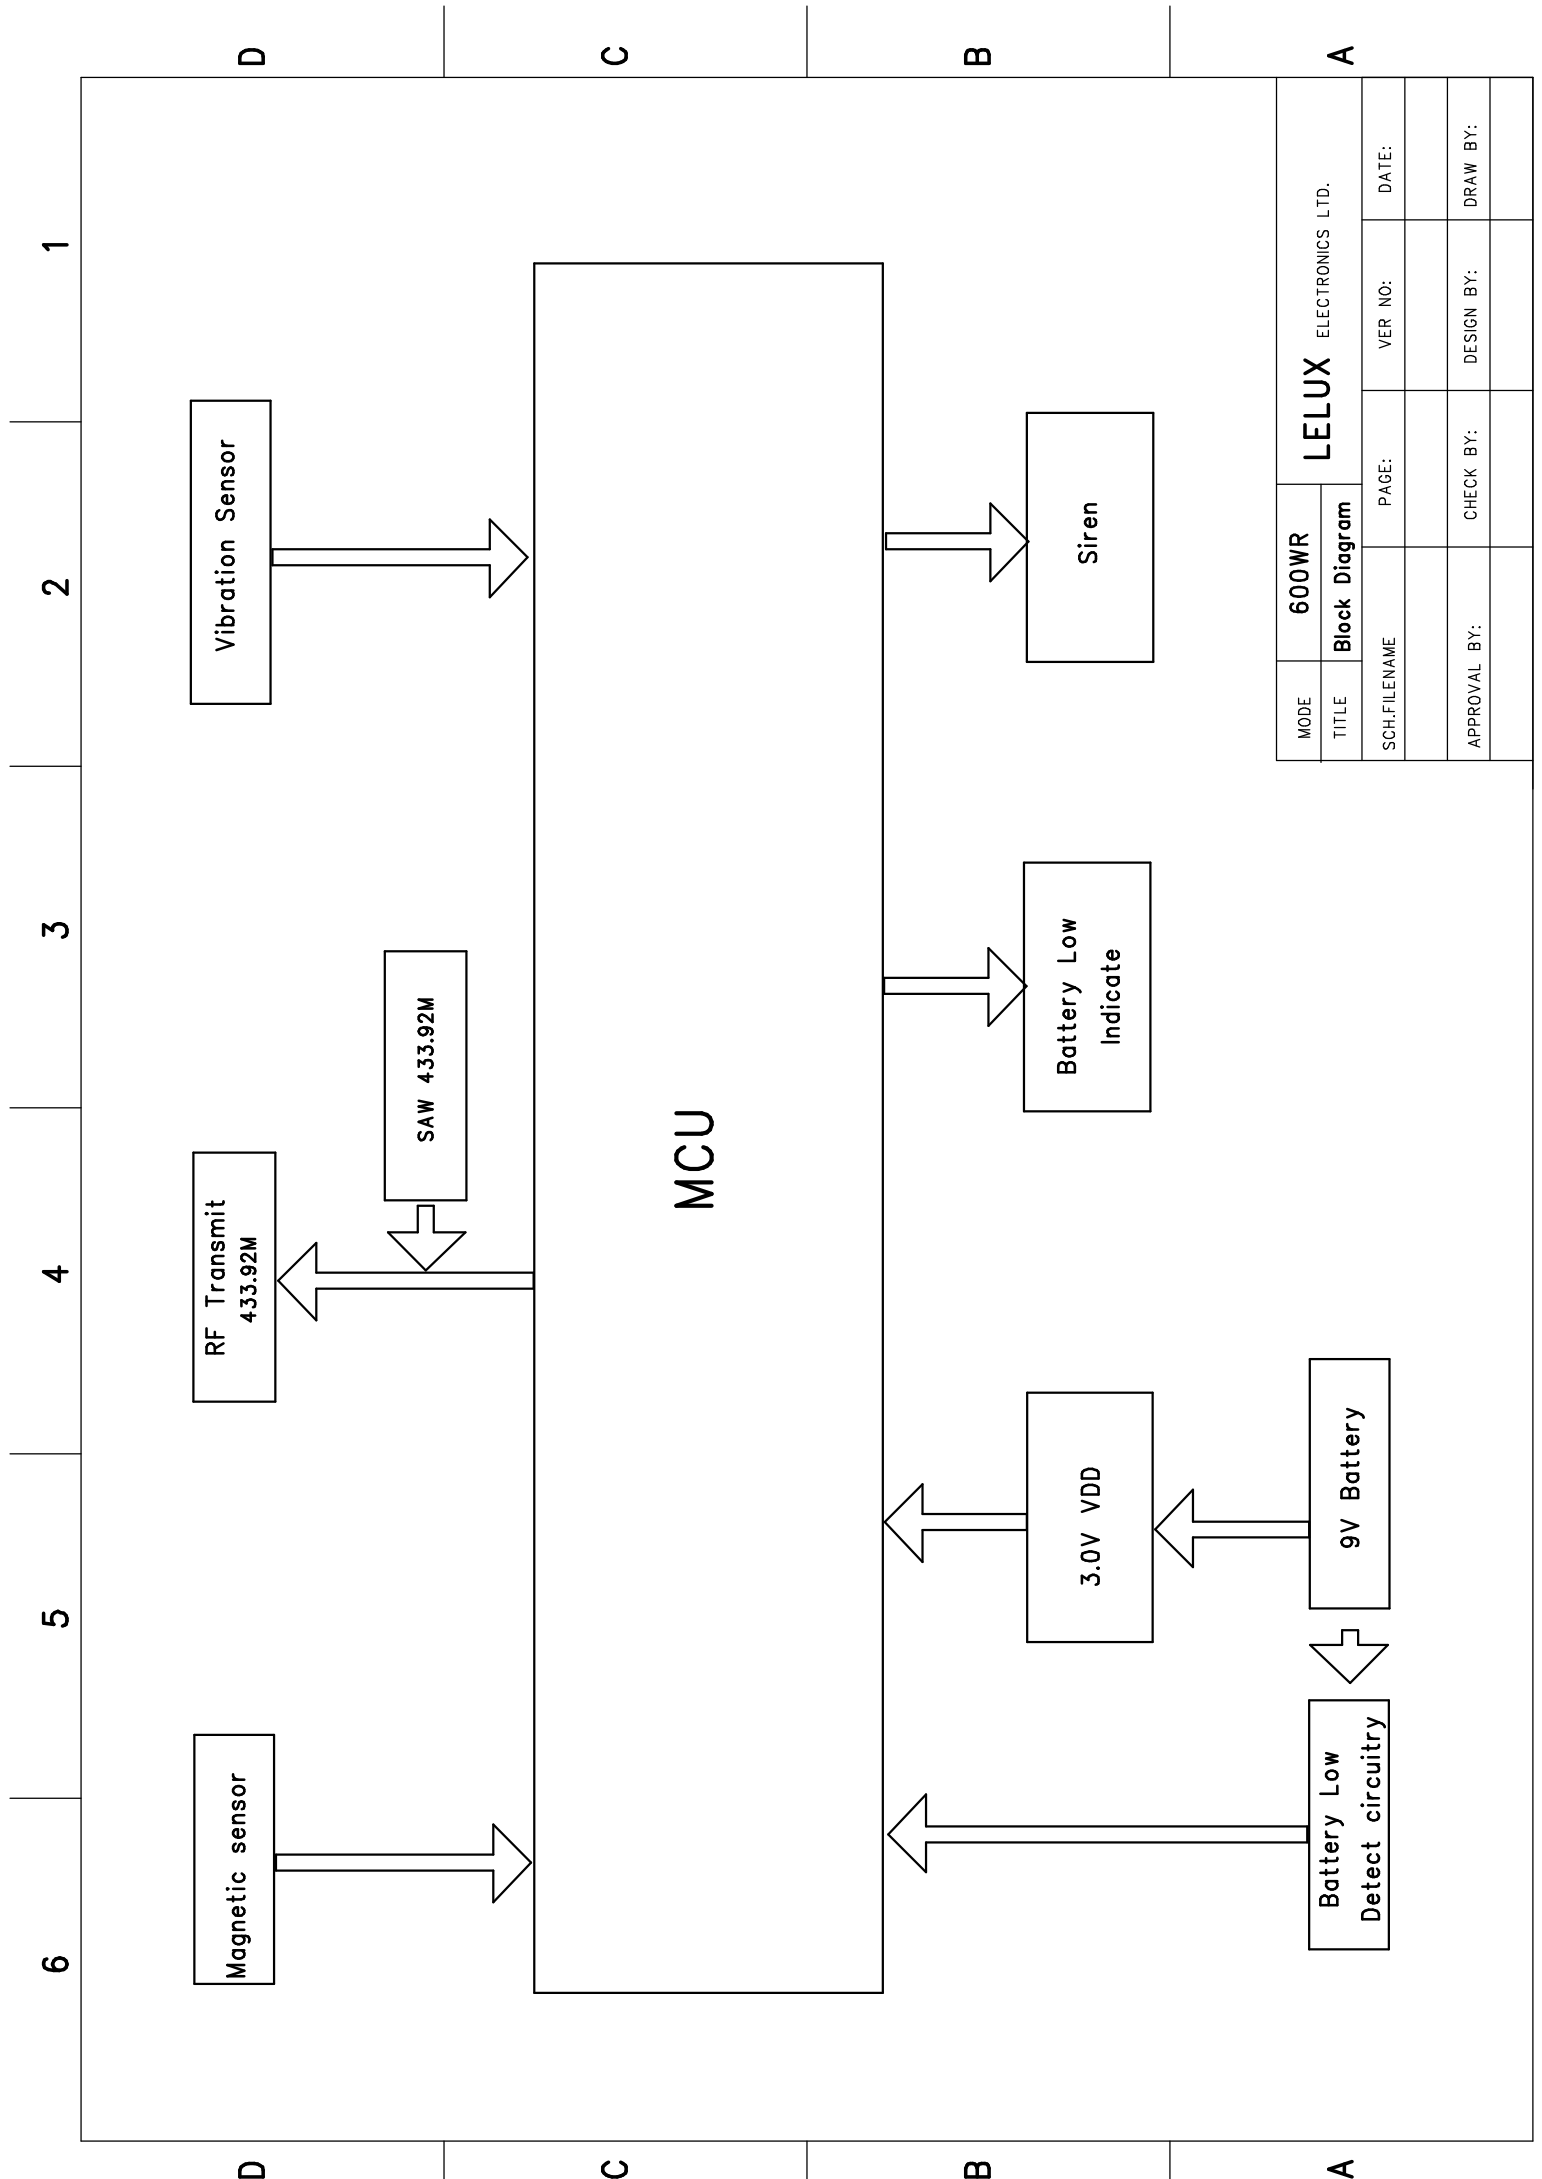 6
5
4
3
2
1
D
D
Magnetic sensor
RF Transmit
433.92M
Vibration Sensor
SAW 433.92M
C
C
MCU
B
B
3.0V VDD
Battery Low
Indicate
Siren
A
A
Battery Low
Detect circuitry
9V Battery
MODE
600WR
LELUX ELECTRONICS LTD.
TITLE
Block Diagram
SCH.FILENAME
PAGE:
VER NO:
DATE:
APPROVAL BY:
CHECK BY:
DESIGN BY:
DRAW BY: